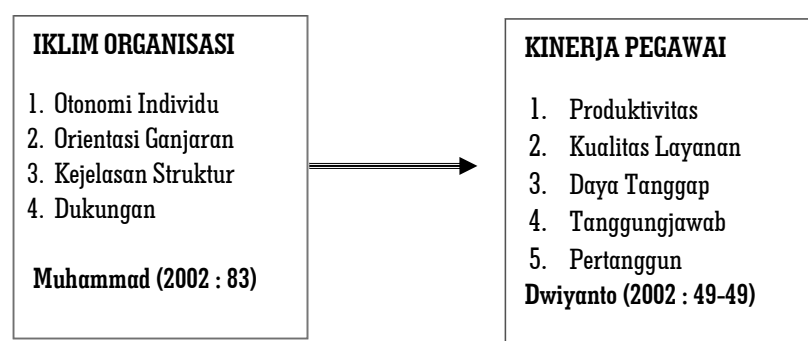 IKLIM ORGANISASI
1. Otonomi Individu
2. Orientasi Ganjaran
3. Kejelasan Struktur
4. Dukungan
Muhammad (2002 : 83)
KINERJA PEGAWAI
1. Produktivitas
2. Kualitas Layanan
3. Daya Tanggap
4. Tanggungjawab
5. Pertanggun
Dwiyanto (2002 : 49-49)